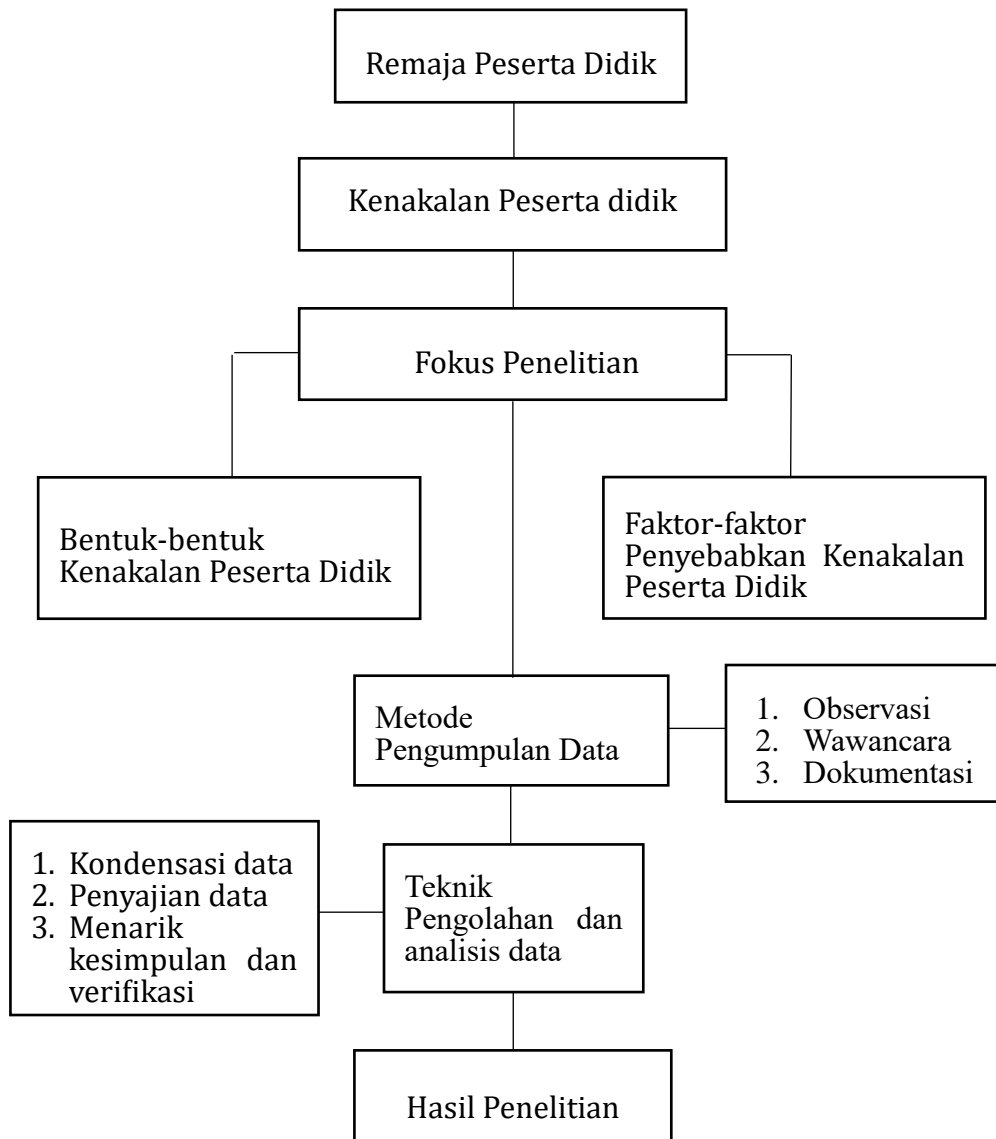 Remaja Peserta Didik
Kenakalan Peserta didik
Fokus Penelitian
Bentuk-bentuk
Kenakalan Peserta Didik
Faktor-faktor
Penyebabkan Kenakalan
Peserta Didik
Metode
Pengumpulan Data
1. Observasi
2. Wawancara
3. Dokumentasi
1. Kondensasi data
2. Penyajian data
3. Menarik
kesimpulan dan
verifikasi
Teknik
Pengolahan dan
analisis data
Hasil Penelitian